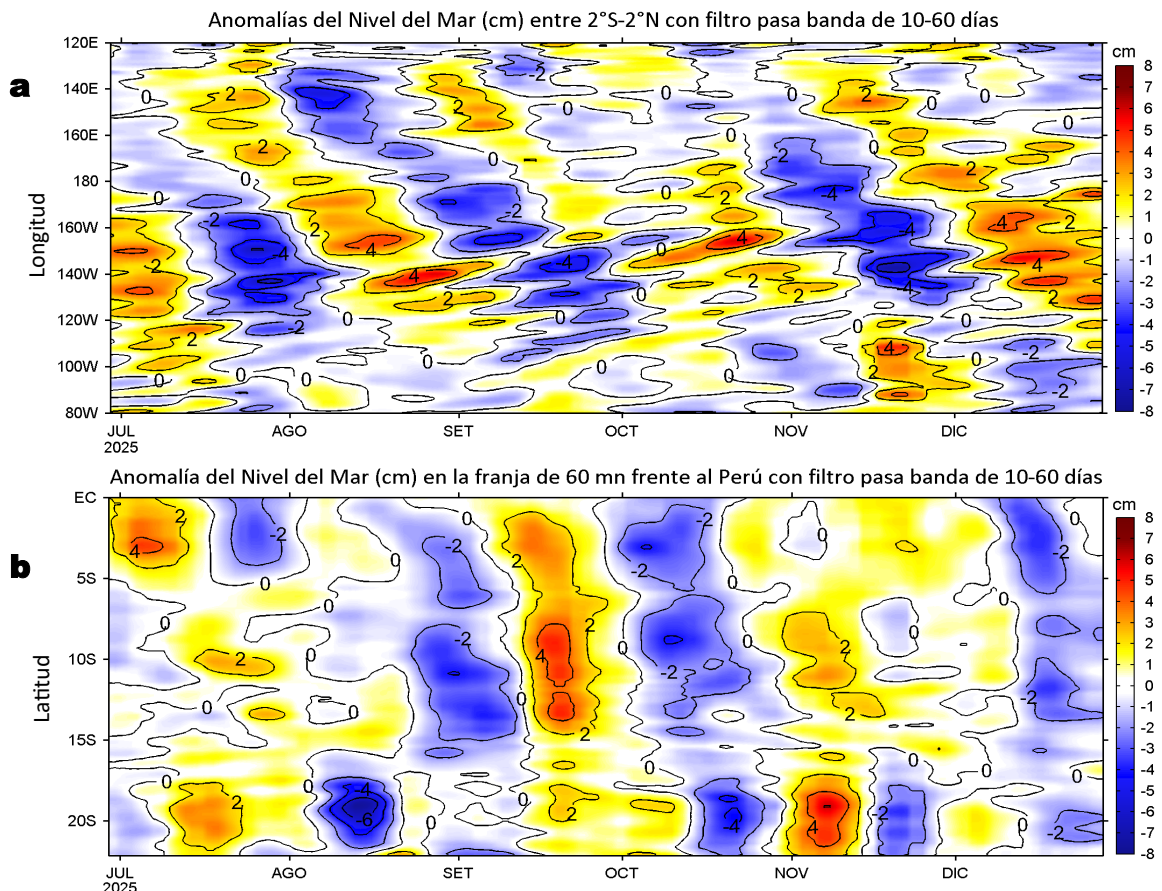 Anomalías del Nivel del Mar (cm) entre 2°S-2°N con filtro pasa banda de 10-60 días
a
Longitud
120E
140E
160E
180
160W
140W
120W
100W
80W
JUL
2025
AGO
SET
OCT
NOV
DIC
cm
8
7
6
5
4
3
2
1
0
-1
-2
-3
-4
-5
-6
-7
-8
Anomalía del Nivel del Mar (cm) en la franja de 60 mn frente al Perú con filtro pasa banda de 10-60 días
b
Latitud
EC
5S
10S
15S
20S
JUL
2025
AGO
SET
OCT
NOV
DIC
cm
8
7
6
5
4
3
2
1
0
-1
-2
-3
-4
-5
-6
-7
-8